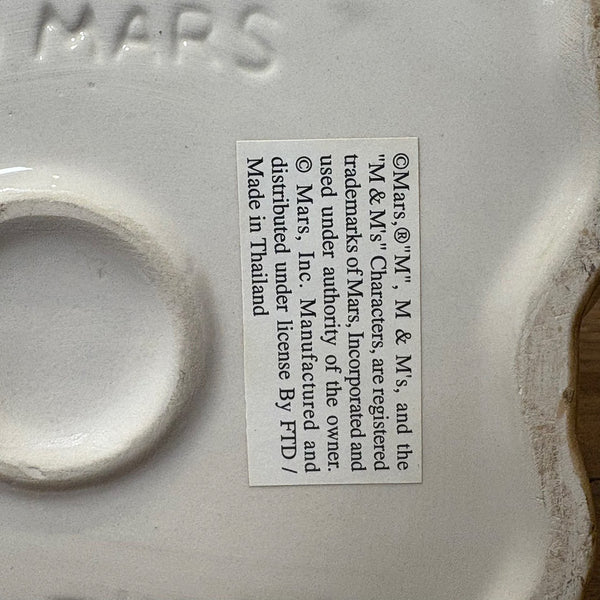 MARS
©Mars,®"M", M & M's, and the
"M & M's" Characters, are registered
trademarks of Mars, Incorporated and
used under authority of the owner.
© Mars, Inc. Manufactured and
distributed under license By FTD /
Made in Thailand